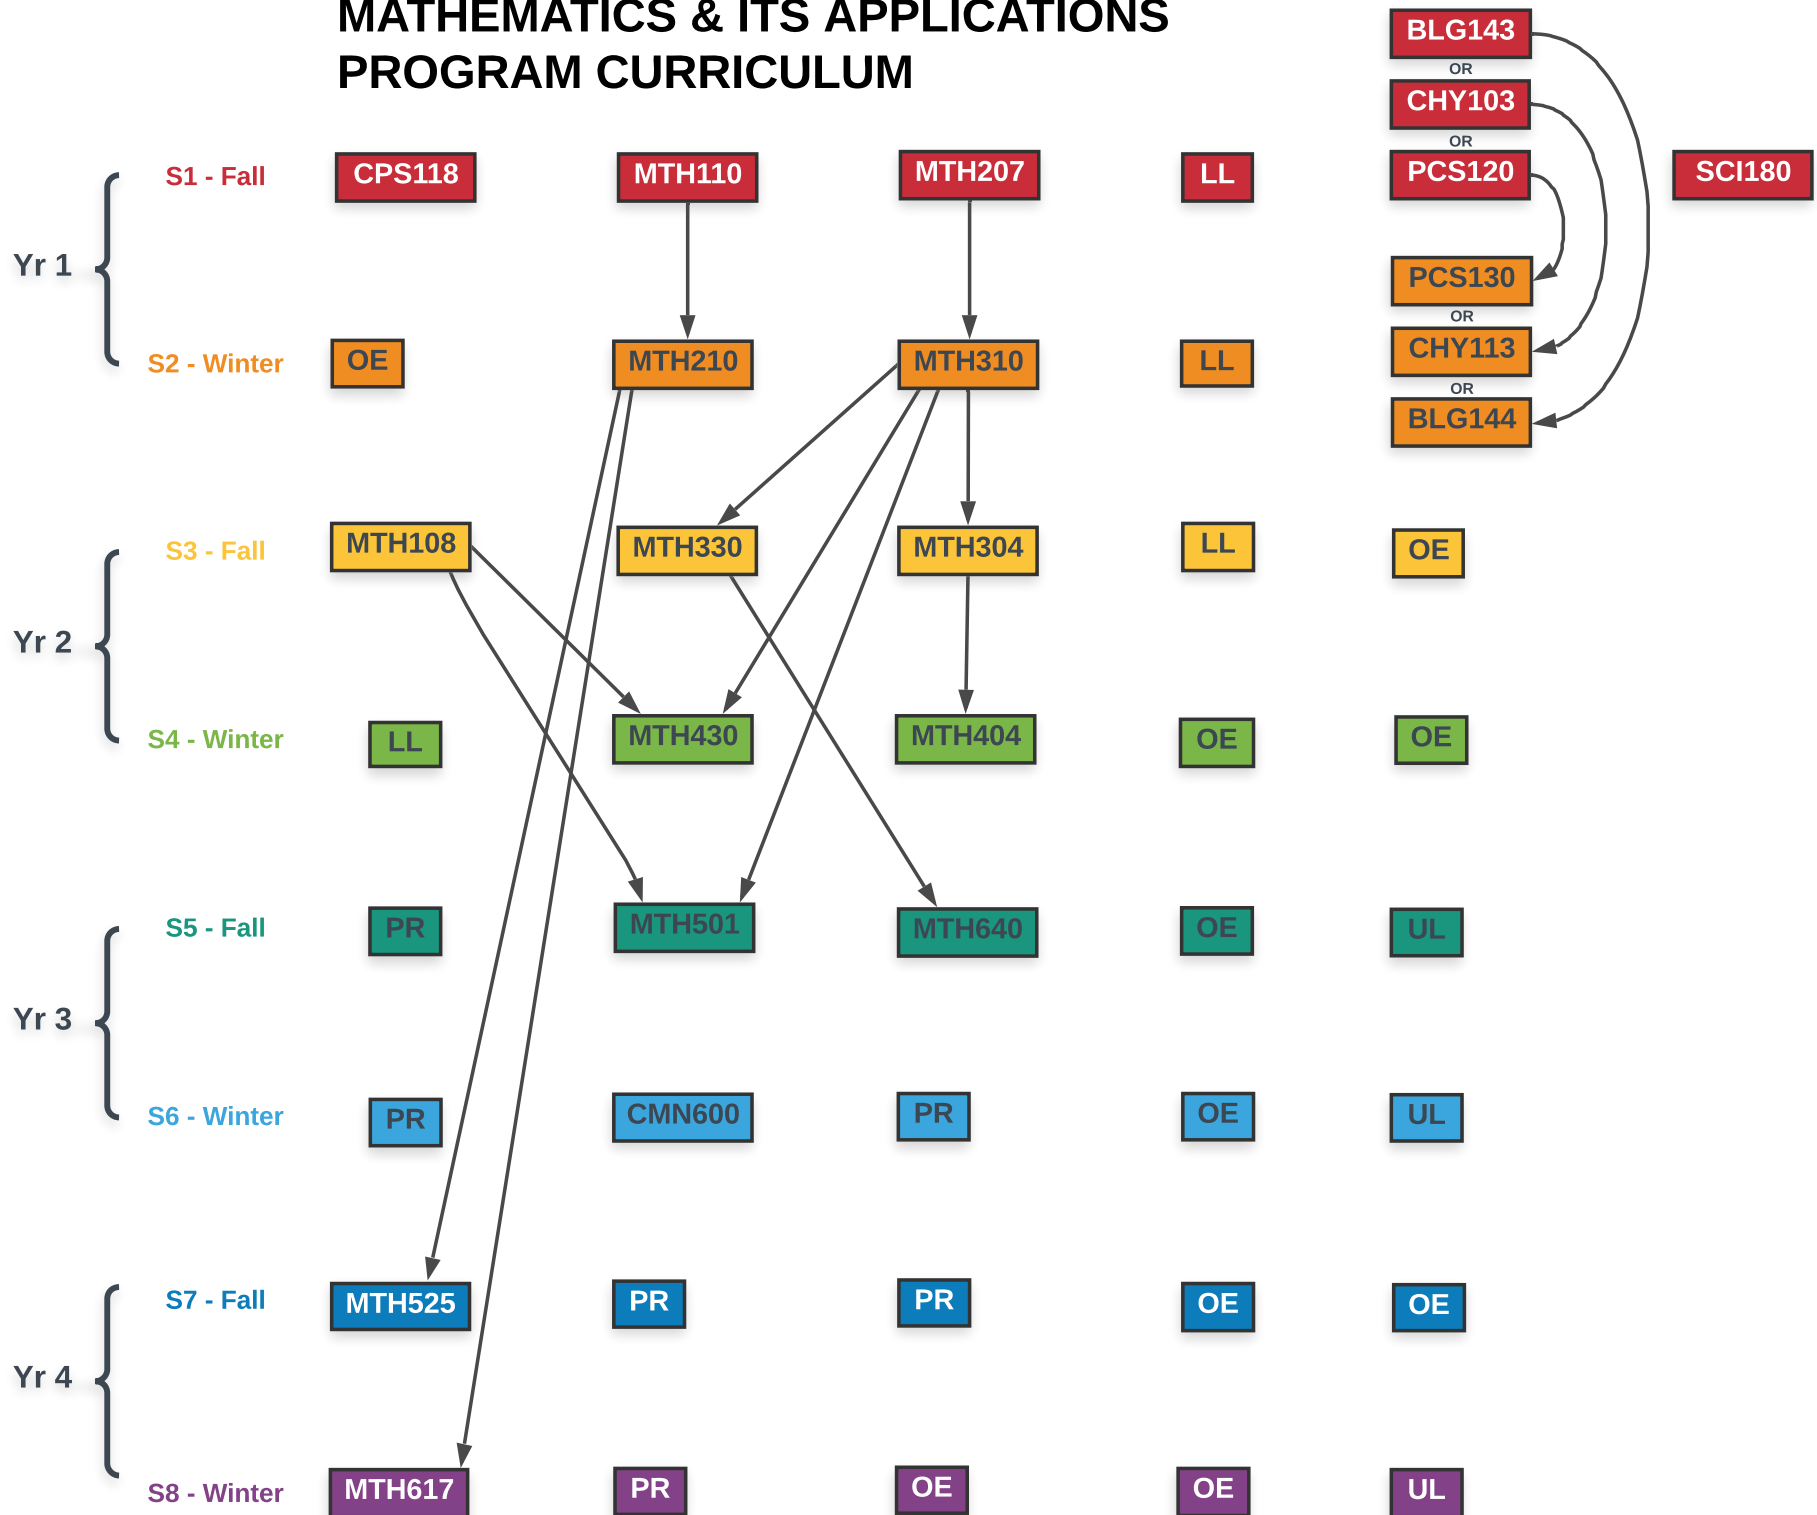 MATHEMATICS & ITS APPLICATIONS
PROGRAM CURRICULUM
BLG143
OR
CHY103
OR
S1 - Fall CPS118 MTH110 MTH207 LL PCS120 SCI180
Yr 1
PCS130
OR
S2 - Winter OE MTH210 MTH310 LL CHY113
OR
BLG144
S3 - Fall MTH108 MTH330 MTH304 LL OE
Yr 2
S4 - Winter LL MTH430 MTH404 OE OE
S5 - Fall PR MTH501 MTH640 OE UL
Yr 3
S6 - Winter PR CMN600 PR OE UL
S7 - Fall MTH525 PR PR OE OE
Yr 4
S8 - Winter MTH617 PR OE OE UL